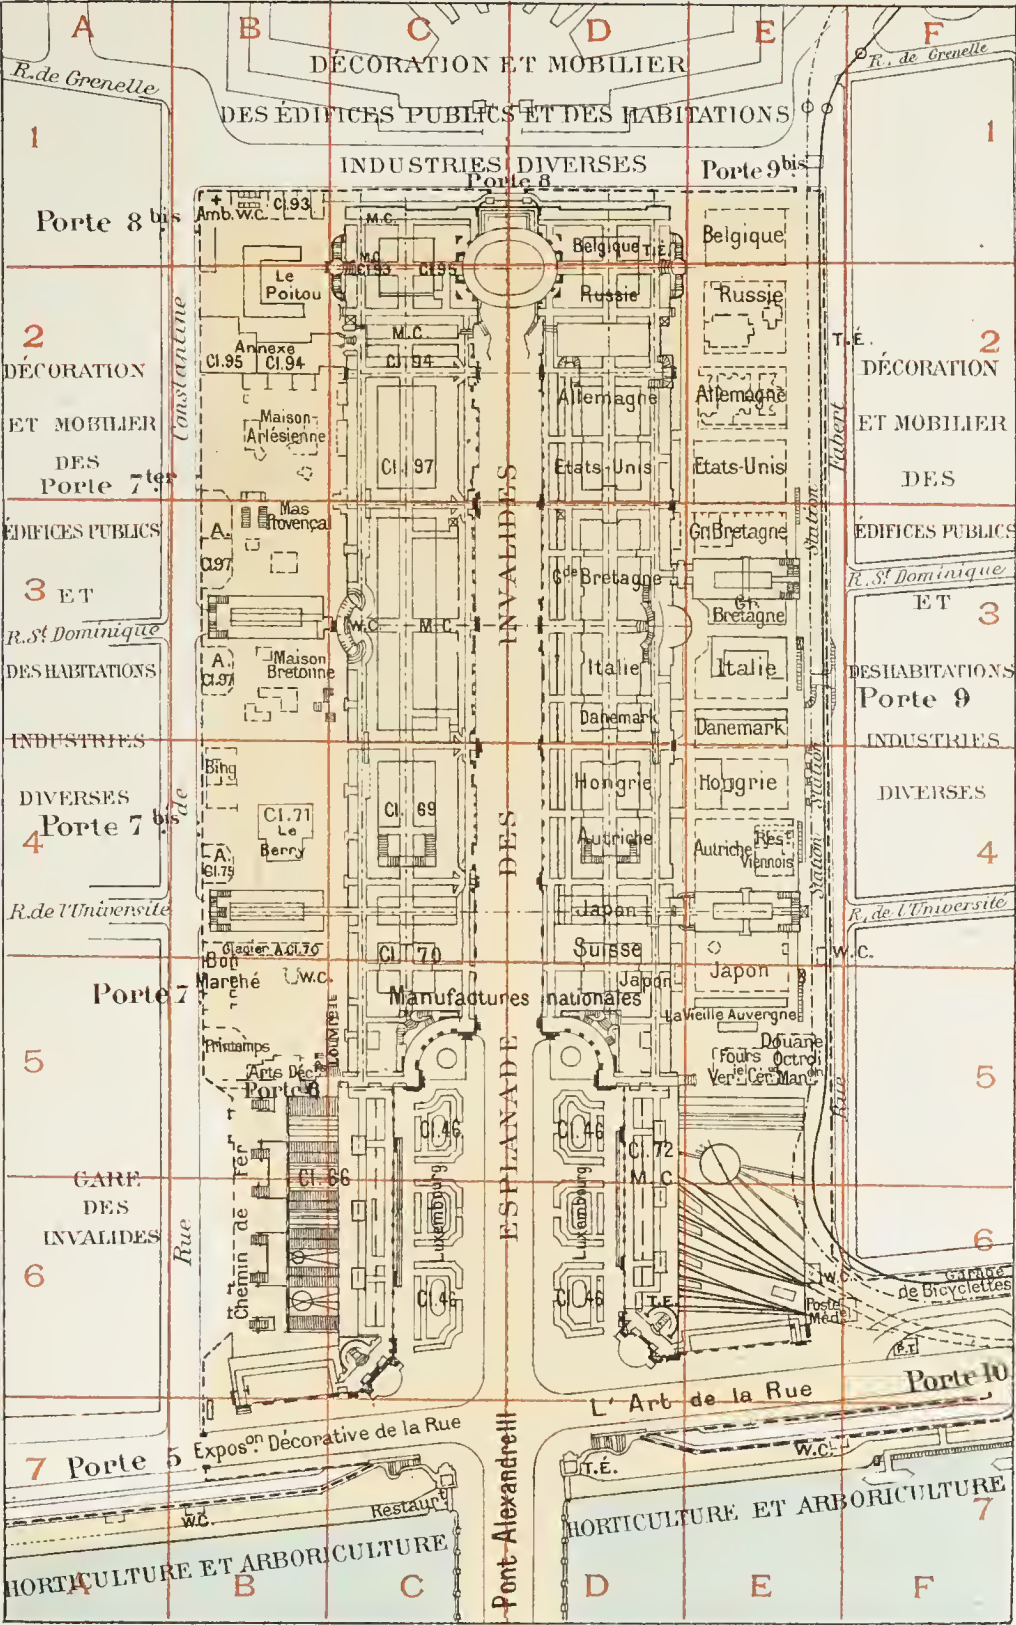 A B C D E F
DÉCORATION ET MOBILIER
DES ÉDIFICES PUBLICS ET DES HABITATIONS
INDUSTRIES DIVERSES
R. de Grenelle
R. de Grenelle
1
1
Porte 8
Porte 9 bis
Porte 8 bis
Amb. W.C. Cl.93
M.C.
Belgique T.É.
Belgique
M.C.
Cl.93
Cl.95
Le
Poitou
Russie
Russie
2
2
T.É.
DÉCORATION
ET MOBILIER
DES
Porte 7 ter
ÉDIFICES PUBLICS
ET
R. St Dominique
DES HABITATIONS
INDUSTRIES
DIVERSES
Porte 7 bis
DÉCORATION
ET MOBILIER
DES
ÉDIFICES PUBLICS
R. St Dominique
ET
DES HABITATIONS
Porte 9
INDUSTRIES
DIVERSES
3
3
4
4
M.C.
Cl.94
Annexe
Cl.95 Cl.94
Allemagne
Allemagne
Maison-
Arlésienne
Cl. 97
Etats-Unis
Etats-Unis
Mas
Provençal
A.
Cl.97
Gn Bretagne
Gde Bretagne
Gn
Bretagne
W.C.
M.C.
A.
Cl.97
Maison
Bretonne
Italie
Italie
Danemark
Danemark
Bing
Hongrie
Hongrie
Cl. 69
Cl.71
Le
Berry
Autriche
Autriche
Rest
Viennois
A.
Cl.75
R. de l'Université
R. de l'Université
Japon
Glacier A.Cl.70
Bon
Marché
W.C.
Cl. 70
Suisse
Japon
Japon
W.C.
Porte 7
Manufactures nationales
La Vieille Auvergne
Printemps
Louvre
Douane
Fours Octroi
Arts Déc
Porte 6
5
5
Cl.46
Cl.46
Cl.72
M.C.
Cl. 66
Chemin de Fer
Luxembourg
Luxembourg
GARE
DES
INVALIDES
6
6
Cl.46
Cl.46
T.E.
W.C.
Garage
de Bicyclettes
Poste
Méd.
P.T.
ESPLANADE DES INVALIDES
Rue de Constantine
Rue Fabert
Station
Station
Station
L'Art de la Rue
Porte 10
Porte 5
Exposon. Décorative de la Rue
7
7
W.C.
T.É.
Restaurt
W.C.
Pont Alexandre III
HORTICULTURE ET ARBORICULTURE
HORTICULTURE ET ARBORICULTURE
A B C D E F